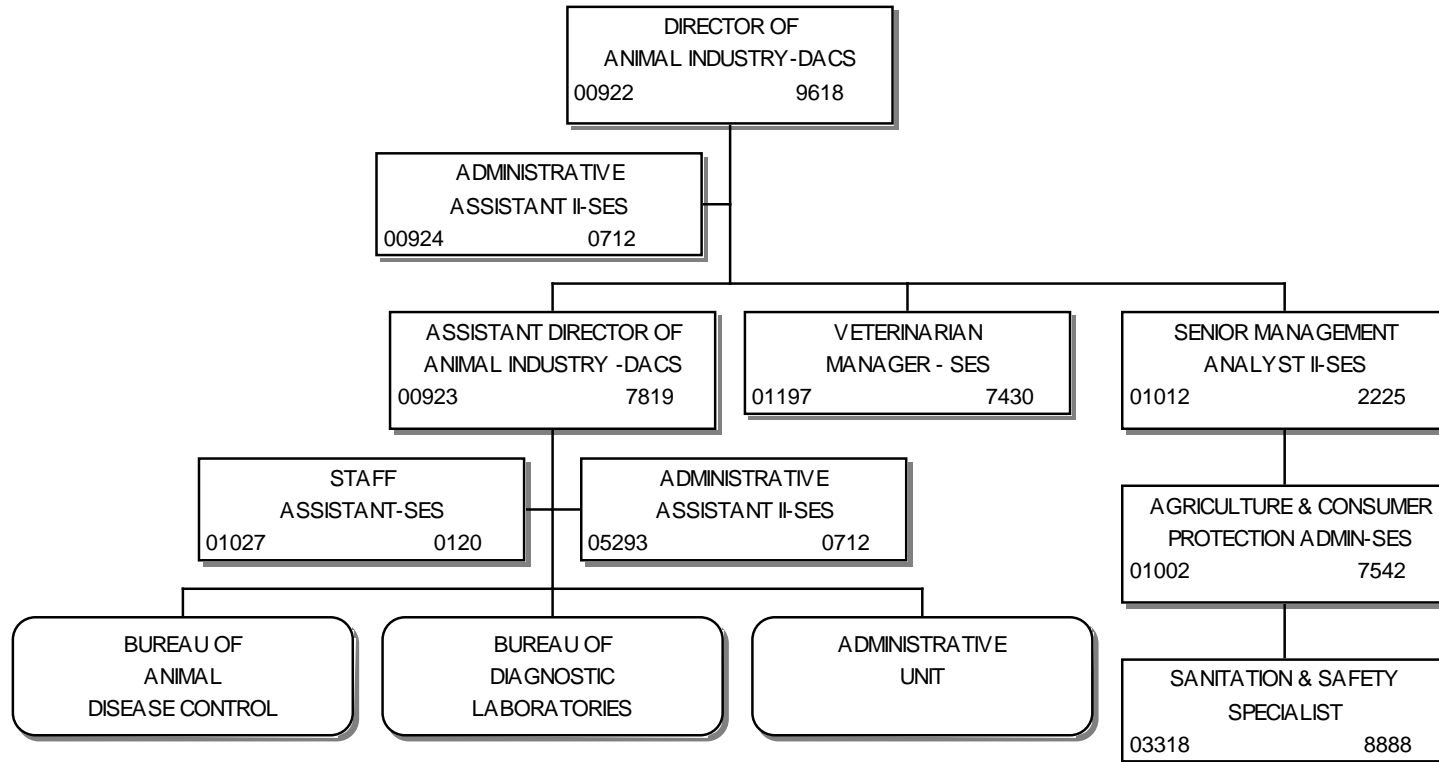 DIRECTOR OF
ANIMAL INDUSTRY-DACS
00922 9618
ADMINISTRATIVE
ASSISTANT II-SES
00924 0712
ASSISTANT DIRECTOR OF
ANIMAL INDUSTRY -DACS
00923 7819
VETERINARIAN
MANAGER - SES
01197 7430
SENIOR MANAGEMENT
ANALYST II-SES
01012 2225
STAFF
ASSISTANT-SES
01027 0120
ADMINISTRATIVE
ASSISTANT II-SES
05293 0712
AGRICULTURE & CONSUMER
PROTECTION ADMIN-SES
01002 7542
BUREAU OF
ANIMAL
DISEASE CONTROL
BUREAU OF
DIAGNOSTIC
LABORATORIES
ADMINISTRATIVE
UNIT
SANITATION & SAFETY
SPECIALIST
03318 8888